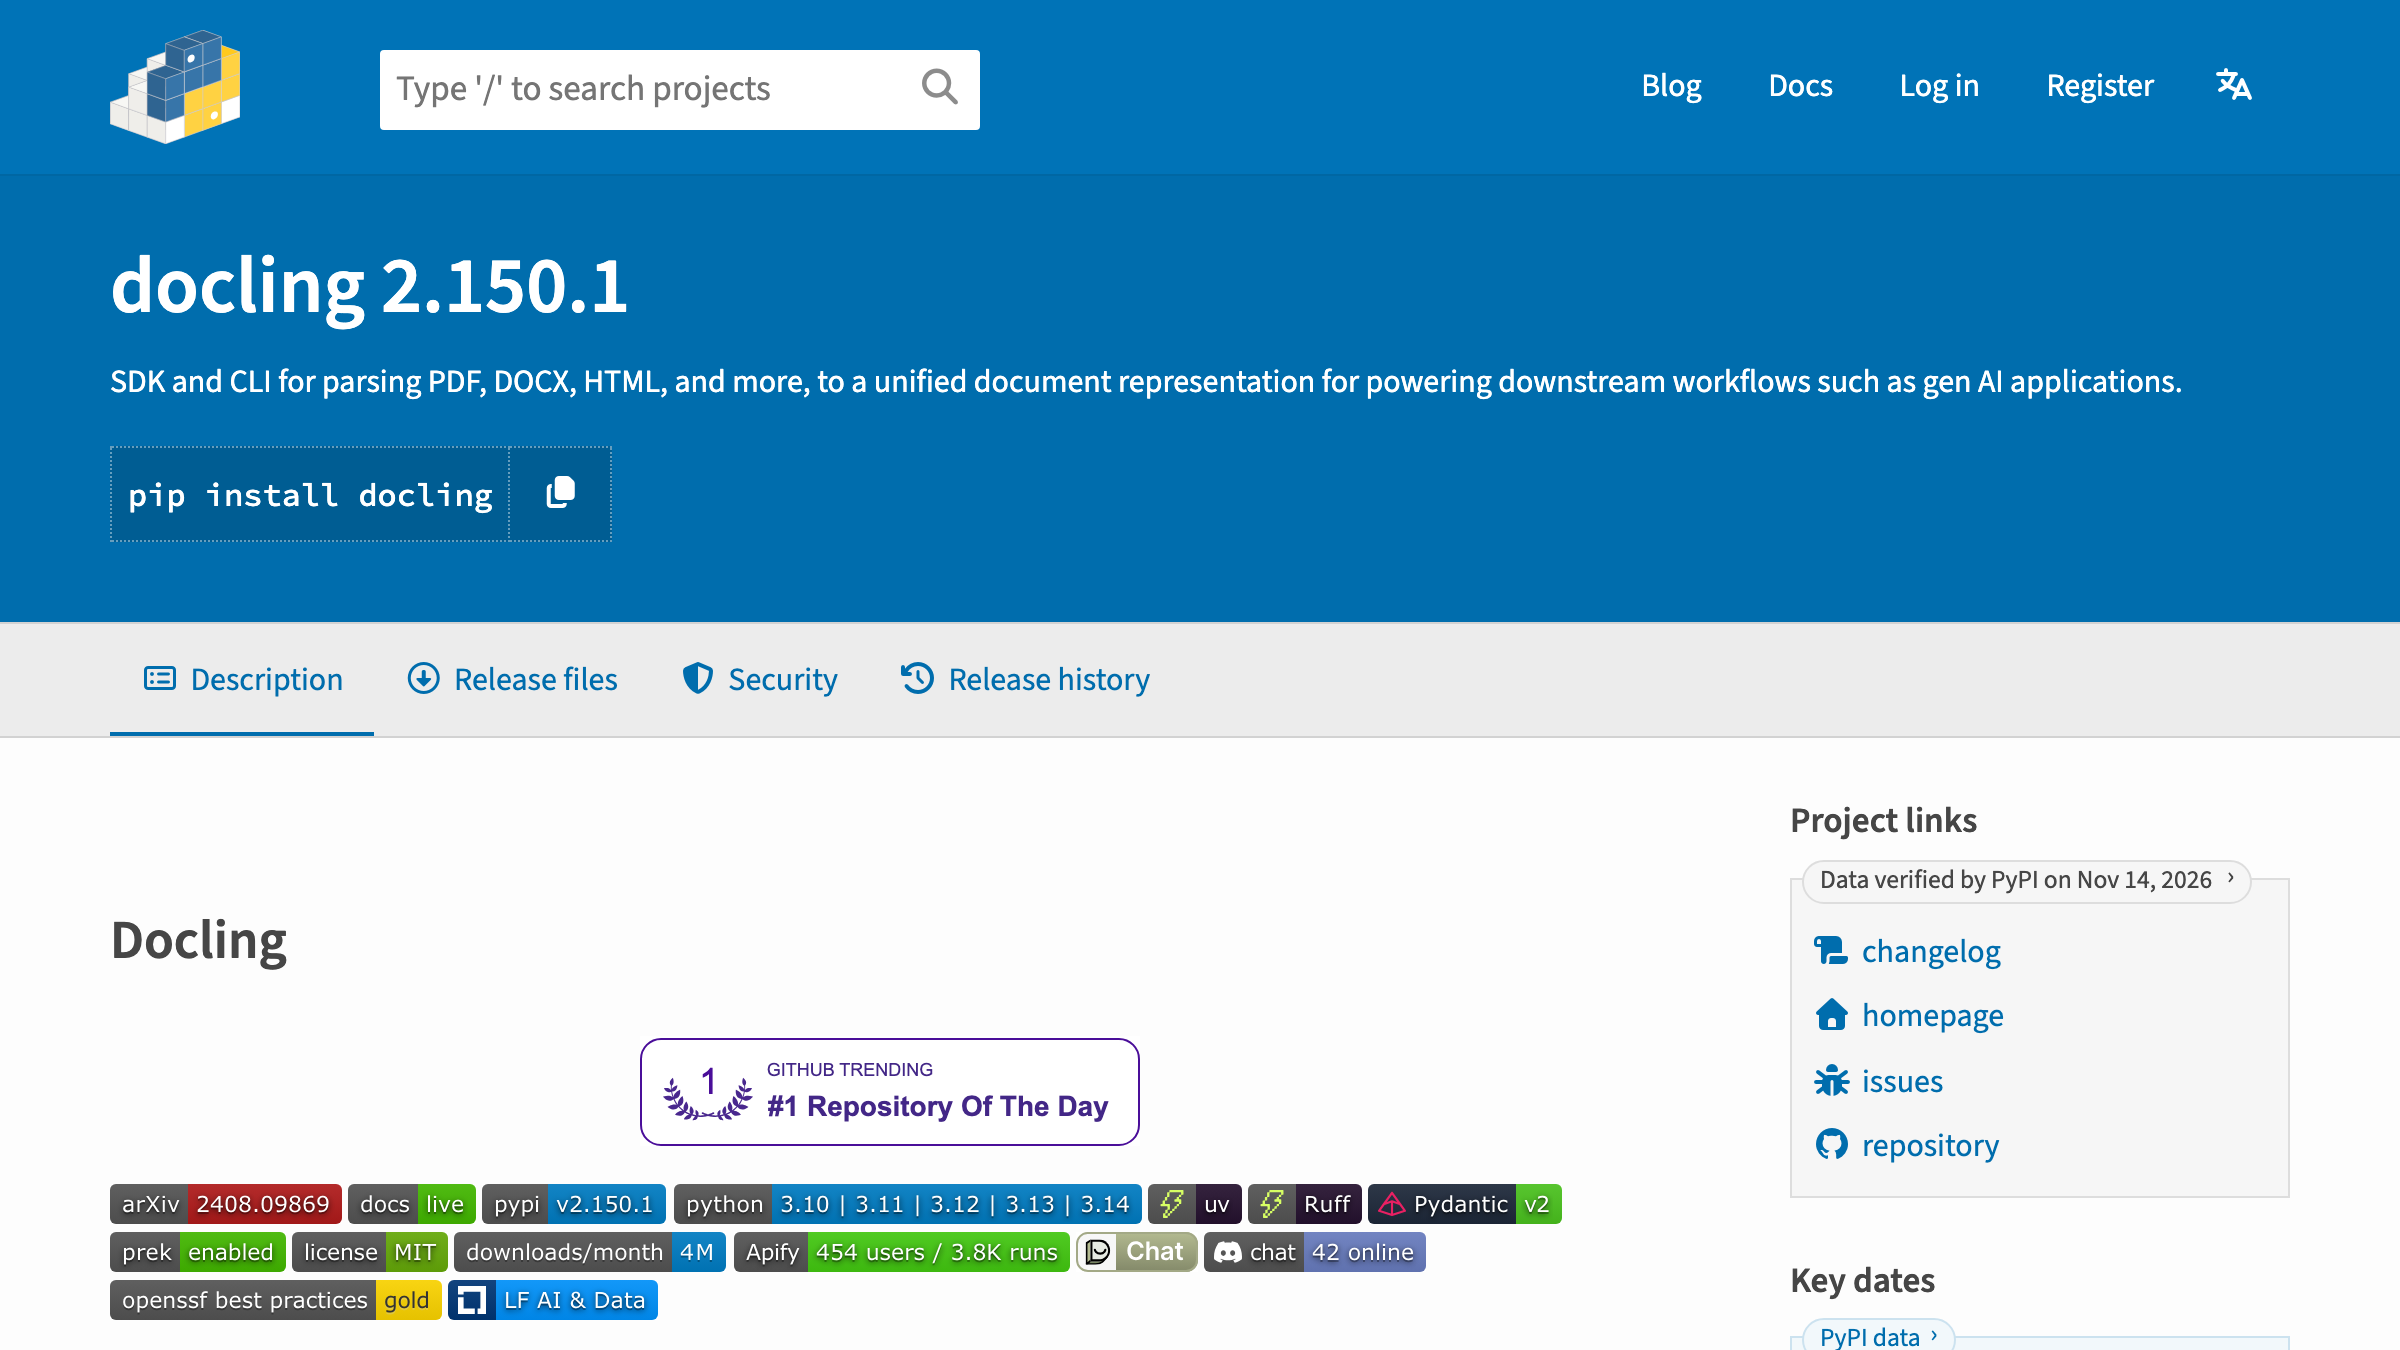 Type '/' to search projects
Blog Docs Log in Register
docling 2.150.1
SDK and CLI for parsing PDF, DOCX, HTML, and more, to a unified document representation for powering downstream workflows such as gen AI applications.
pip install docling
Description Release files Security Release history
Docling
1
GITHUB TRENDING
#1 Repository Of The Day
arXiv 2408.09869 docs live pypi v2.150.1 python 3.10 | 3.11 | 3.12 | 3.13 | 3.14 uv Ruff Pydantic v2
prek enabled license MIT downloads/month 4M Apify 454 users / 3.8K runs Chat chat 42 online
openssf best practices gold LF AI & Data
Project links
Data verified by PyPI on Nov 14, 2026 ›
changelog
homepage
issues
repository
Key dates
PyPI data ›